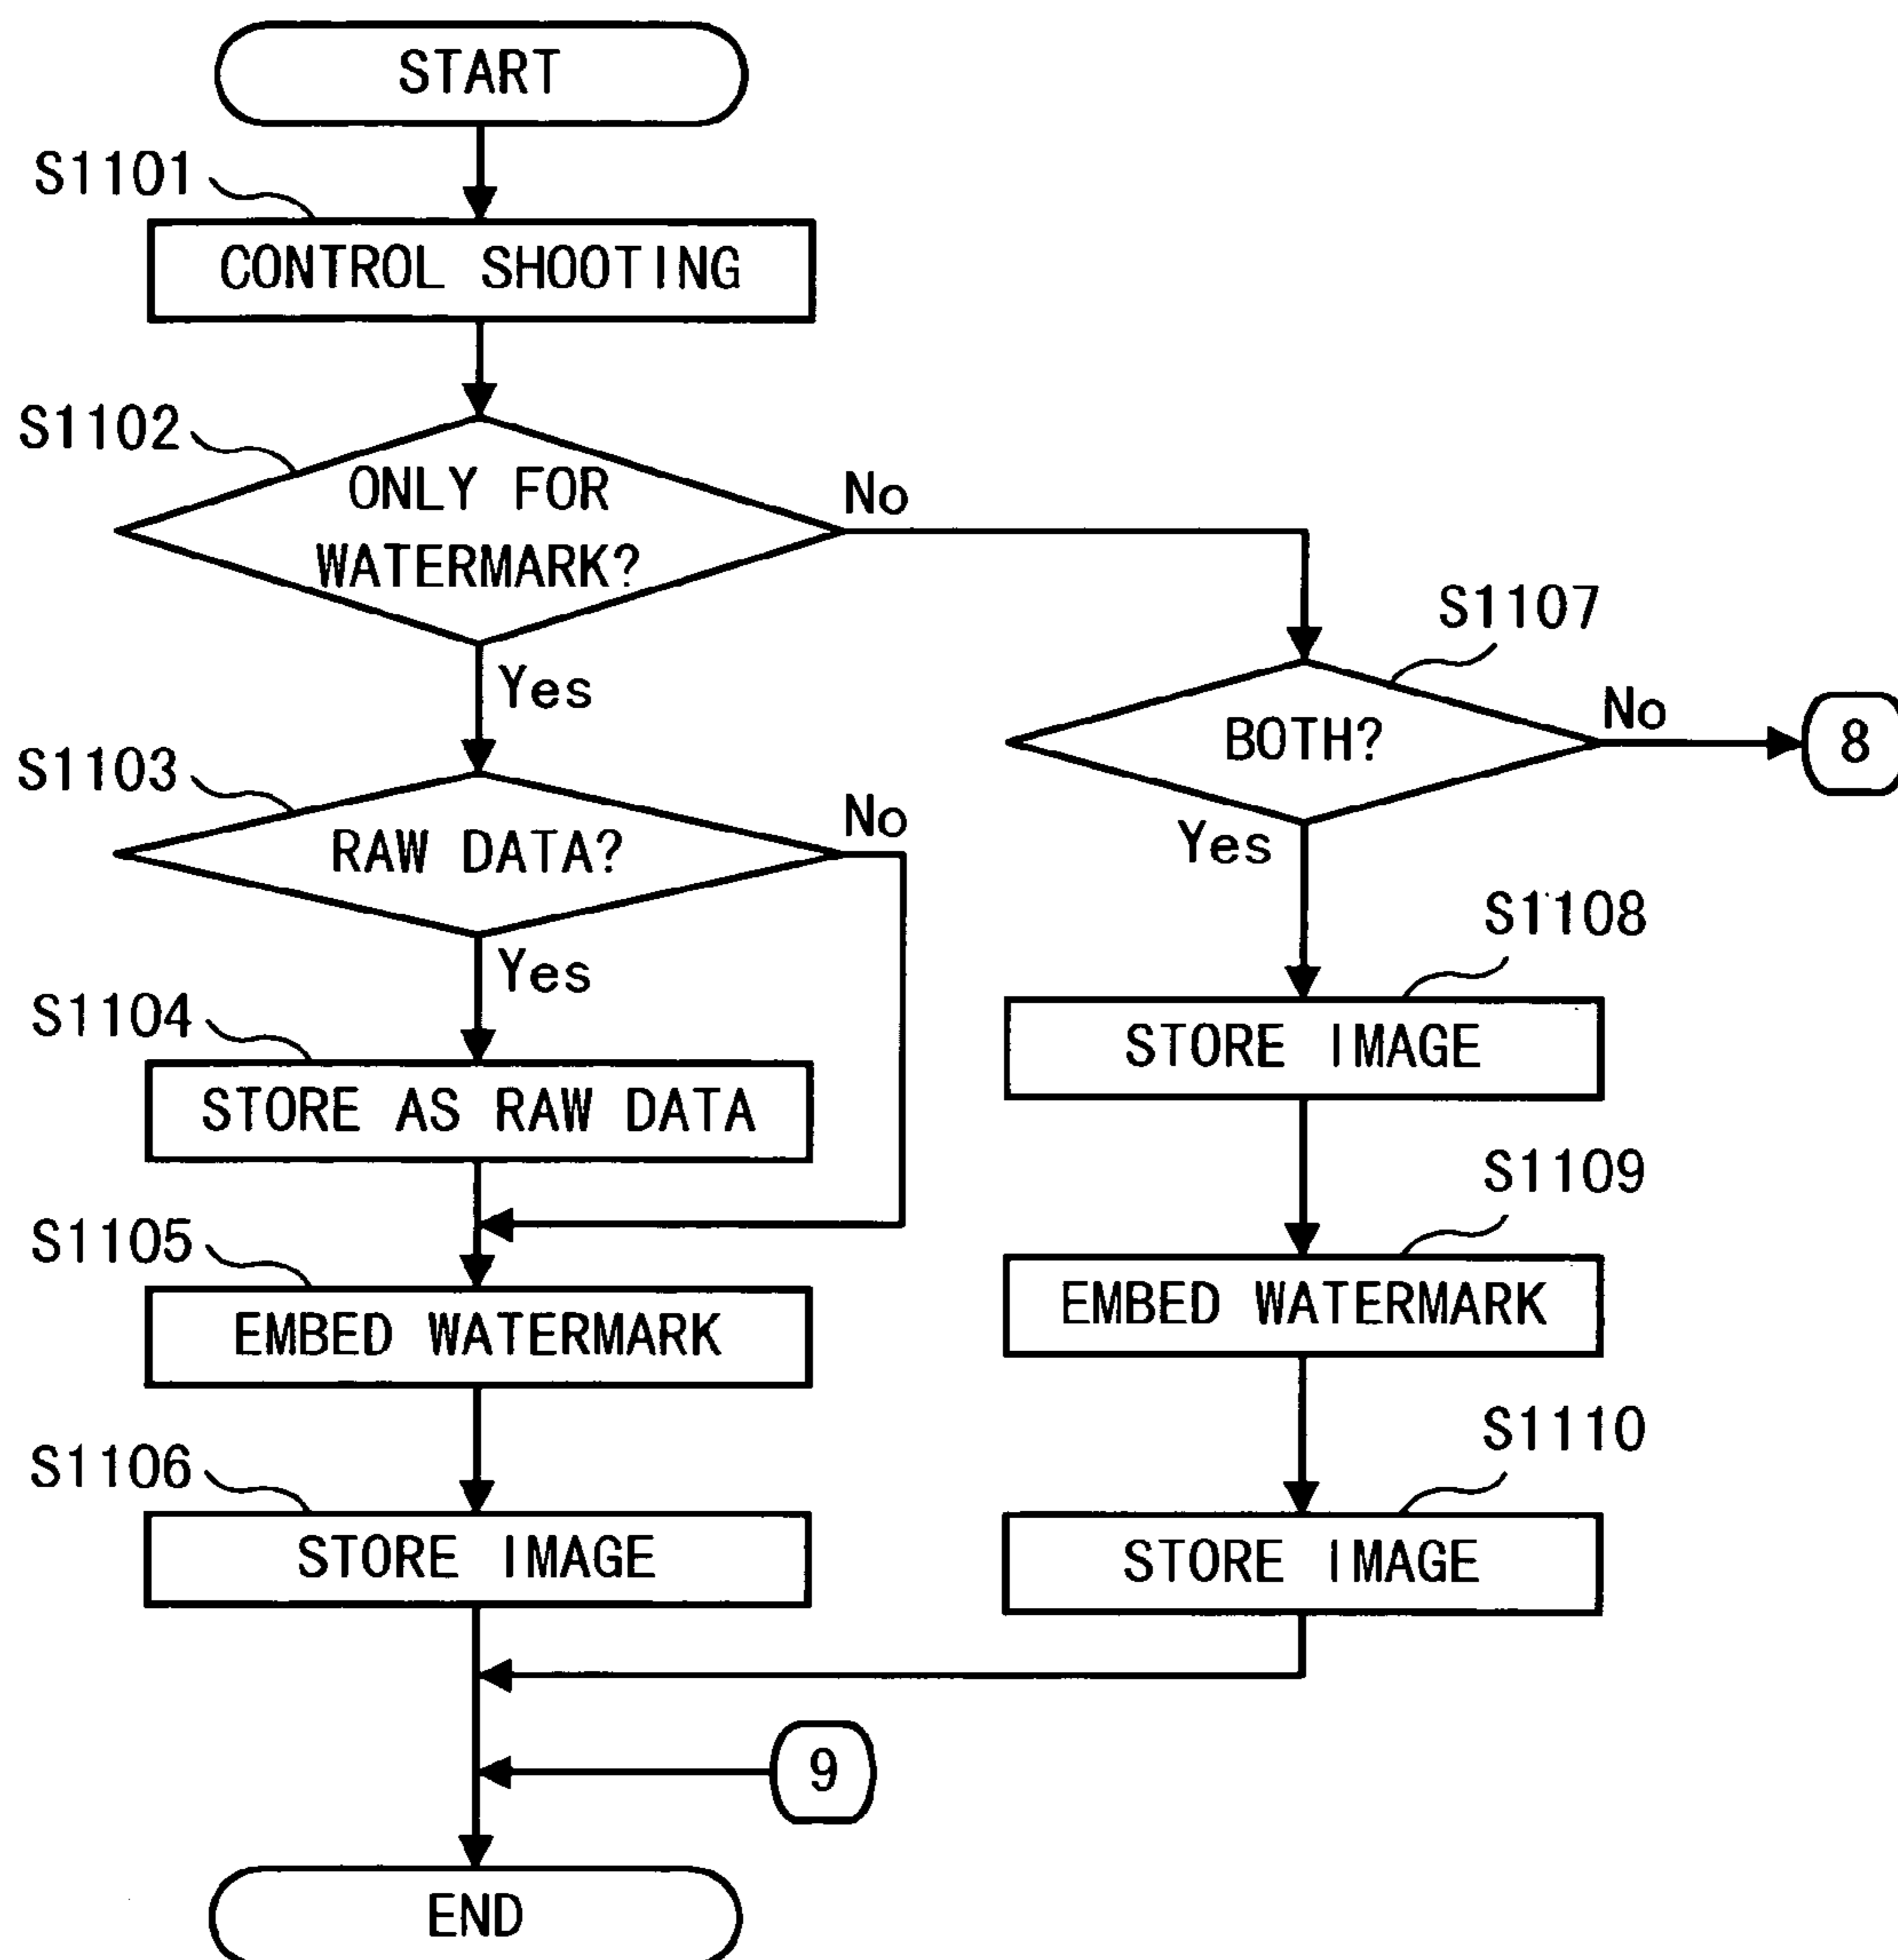 START
S1101
CONTROL SHOOTING
S1102
ONLY FOR
WATERMARK?
No
Yes
S1107
BOTH?
No
8
Yes
S1103
RAW DATA?
No
Yes
S1104
STORE AS RAW DATA
S1105
EMBED WATERMARK
S1106
STORE IMAGE
S1108
STORE IMAGE
S1109
EMBED WATERMARK
S1110
STORE IMAGE
9
END